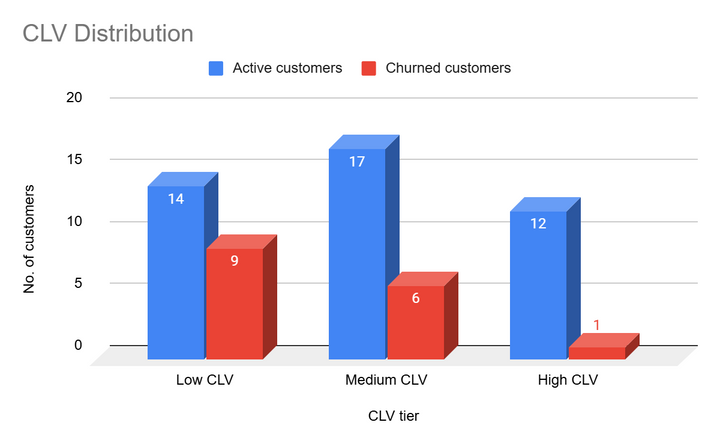 CLV Distribution
Active customers Churned customers
No. of customers
20
15
10
5
0
14
9
17
6
12
1
Low CLV Medium CLV High CLV
CLV tier